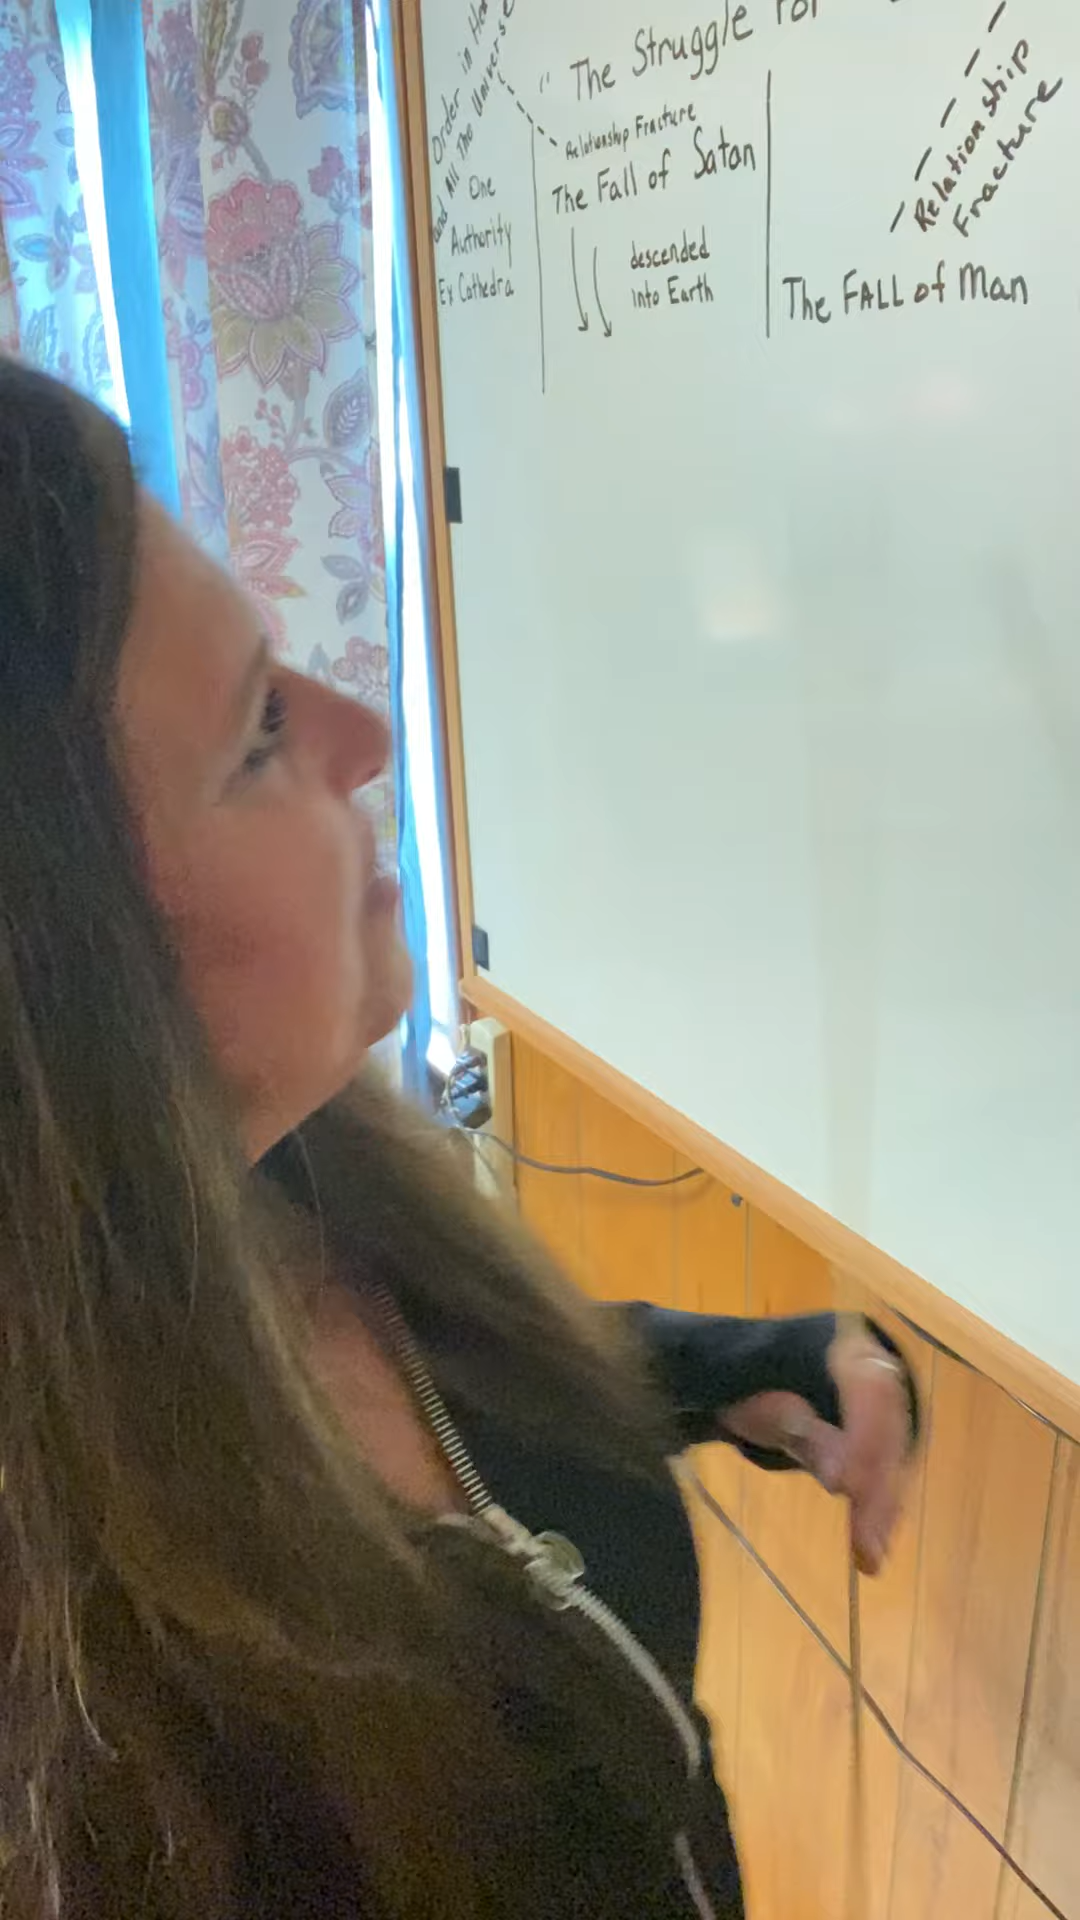 "The Struggle For
Order in
and All The Universe
One
Authority
Ex Cathedra
Relationship Fracture
The Fall of Satan
descended
into Earth
Relationship
Fracture
The FALL of Man